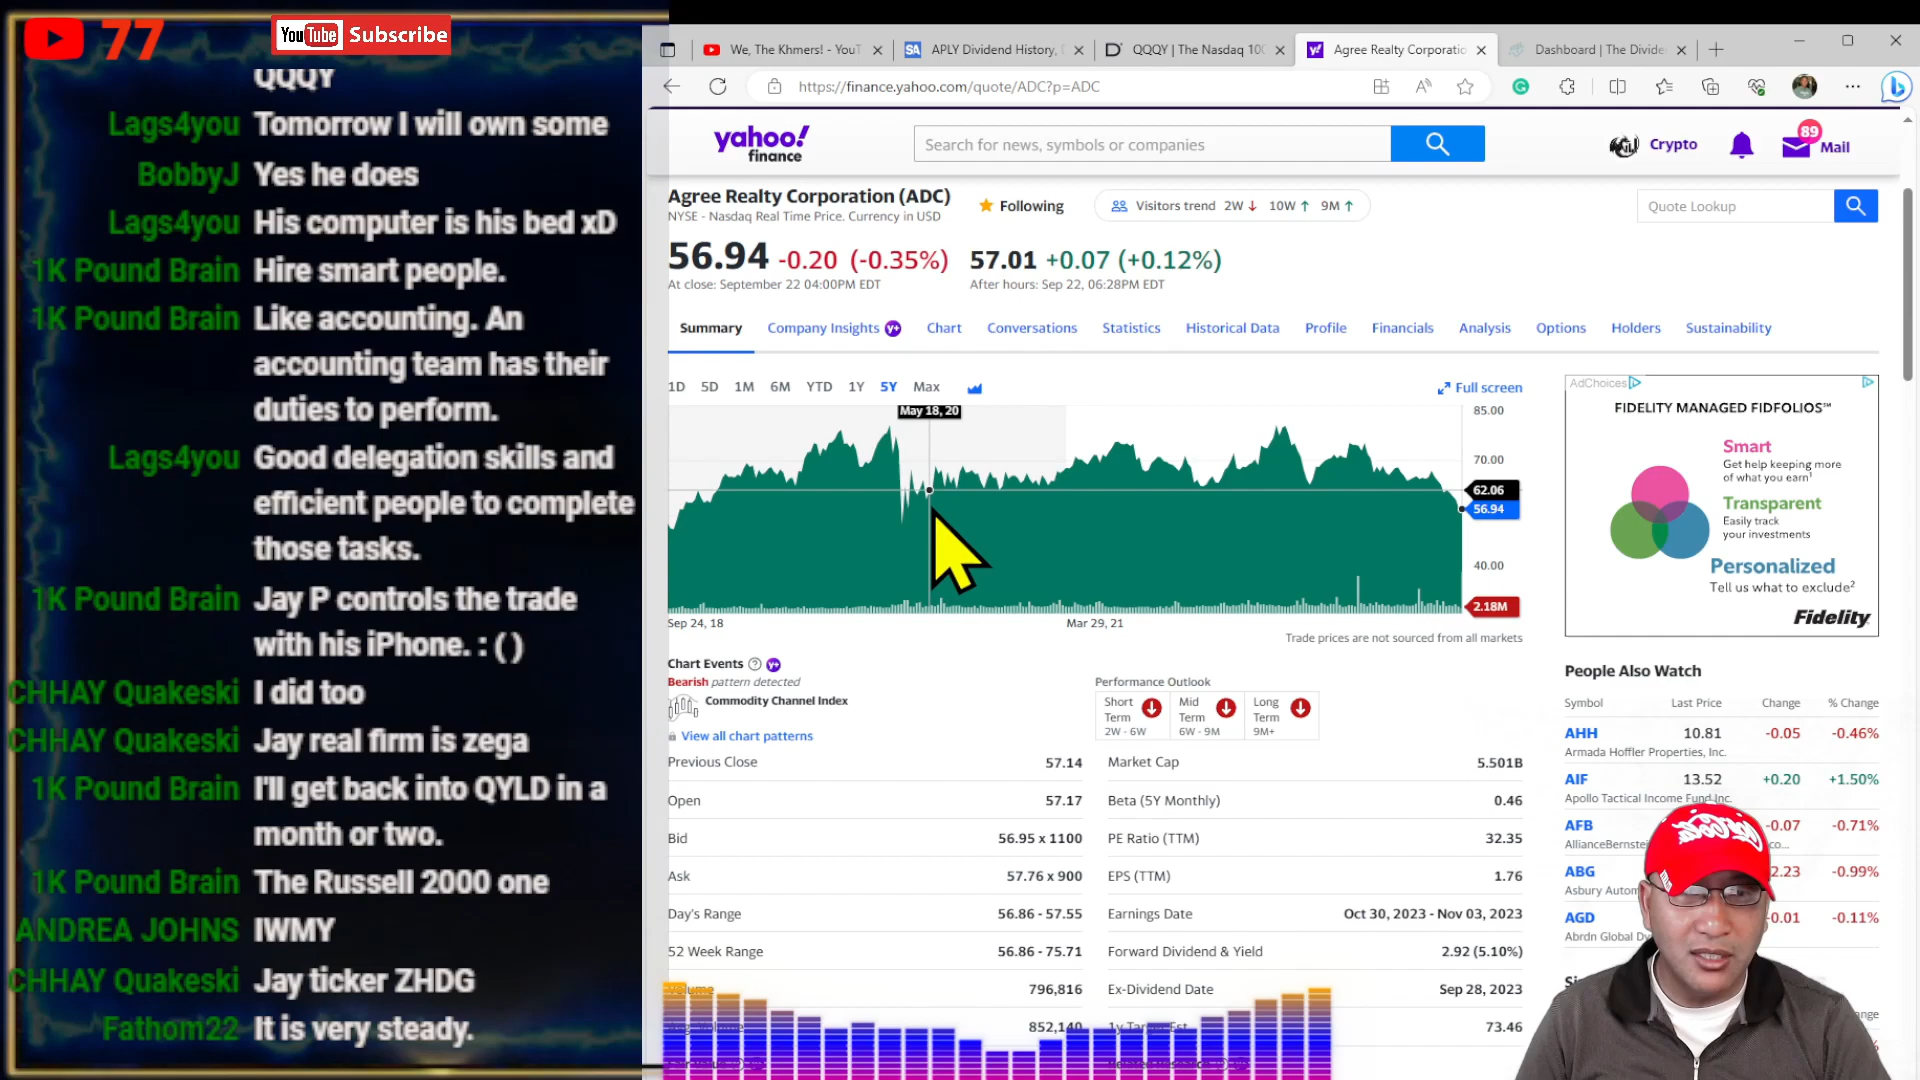 77
YouTube Subscribe
QQQY
Lags4you Tomorrow I will own some
BobbyJ Yes he does
Lags4you His computer is his bed xD
1K Pound Brain Hire smart people.
1K Pound Brain Like accounting. An
accounting team has their
duties to perform.
Lags4you Good delegation skills and
efficient people to complete
those tasks.
1K Pound Brain Jay P controls the trade
with his iPhone. : ( )
CHHAY Quakeski I did too
CHHAY Quakeski Jay real firm is zega
1K Pound Brain I'll get back into QYLD in a
month or two.
1K Pound Brain The Russell 2000 one
ANDREA JOHNS IWMY
CHHAY Quakeski Jay ticker ZHDG
Fathom22 It is very steady.
We, The Khmers! - YouT
SA APLY Dividend History,
QQQY | The Nasdaq 100
y! Agree Realty Corporatio
Dashboard | The Divide
https://finance.yahoo.com/quote/ADC?p=ADC
yahoo!
finance
Search for news, symbols or companies
Crypto
89
Mail
Agree Realty Corporation (ADC)
NYSE - Nasdaq Real Time Price. Currency in USD
Following
Visitors trend 2W ↓ 10W ↑ 9M ↑
Quote Lookup
56.94 -0.20 (-0.35%)
At close: September 22 04:00PM EDT
57.01 +0.07 (+0.12%)
After hours: Sep 22, 06:28PM EDT
Summary Company Insights y+ Chart Conversations Statistics Historical Data Profile Financials Analysis Options Holders Sustainability
1D 5D 1M 6M YTD 1Y 5Y Max
Full screen
May 18, 20
85.00
70.00
62.06
56.94
40.00
2.18M
Sep 24, 18
Mar 29, 21
Trade prices are not sourced from all markets
Chart Events ? y+
Bearish pattern detected
Commodity Channel Index
View all chart patterns
Performance Outlook
Short
Term
2W - 6W
Mid
Term
6W - 9M
Long
Term
9M+
Previous Close 57.14
Open 57.17
Bid 56.95 x 1100
Ask 57.76 x 900
Day's Range 56.86 - 57.55
52 Week Range 56.86 - 75.71
Volume 796,816
Avg. Volume 852,140
Market Cap 5.501B
Beta (5Y Monthly) 0.46
PE Ratio (TTM) 32.35
EPS (TTM) 1.76
Earnings Date Oct 30, 2023 - Nov 03, 2023
Forward Dividend & Yield 2.92 (5.10%)
Ex-Dividend Date Sep 28, 2023
1y Target Est 73.46
AdChoices
FIDELITY MANAGED FIDFOLIOS℠
Smart
Get help keeping more
of what you earn¹
Transparent
Easily track
your investments
Personalized
Tell us what to exclude²
Fidelity
People Also Watch
Symbol Last Price Change % Change
AHH 10.81 -0.05 -0.46%
Armada Hoffler Properties, Inc.
AIF 13.52 +0.20 +1.50%
Apollo Tactical Income Fund Inc.
AFB -0.07 -0.71%
ABG 2.23 -0.99%
AGD -0.01 -0.11%
Abrdn Global